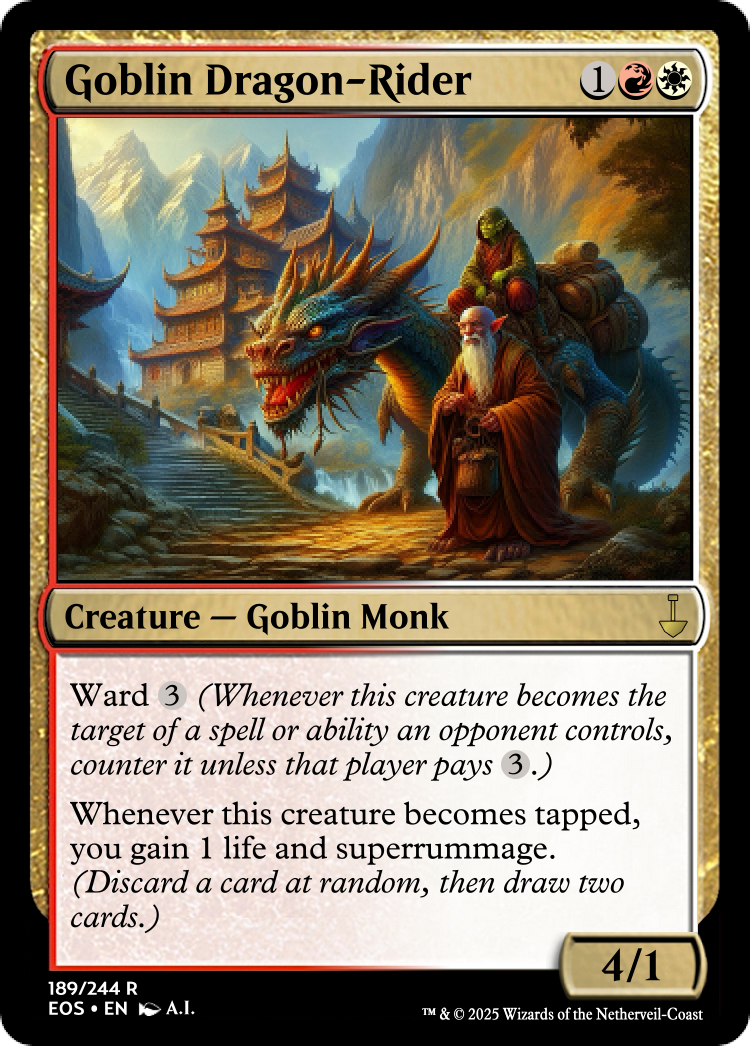 Goblin Dragon-Rider 1
Creature — Goblin Monk
Ward 3 (Whenever this creature becomes the
target of a spell or ability an opponent controls,
counter it unless that player pays 3.)
Whenever this creature becomes tapped,
you gain 1 life and superrummage.
(Discard a card at random, then draw two
cards.)
4/1
189/244 R
EOS • EN A.I.
™ & © 2025 Wizards of the Netherveil-Coast